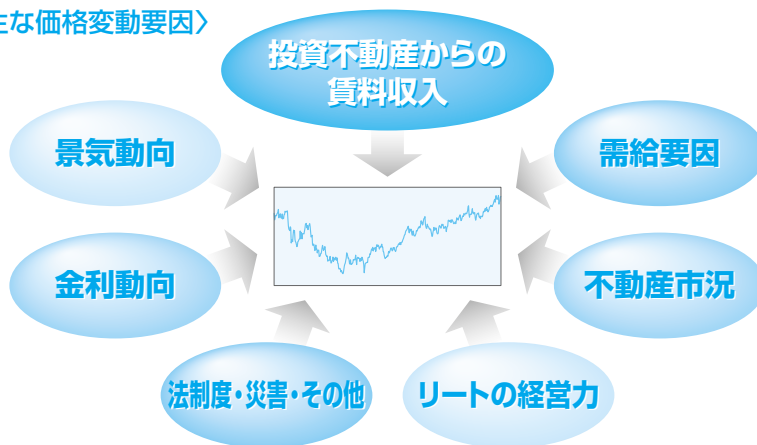 主な価格変動要因〉
投資不動産からの
賃料収入
景気動向
需給要因
金利動向
不動産市況
法制度・災害・その他
リートの経営力